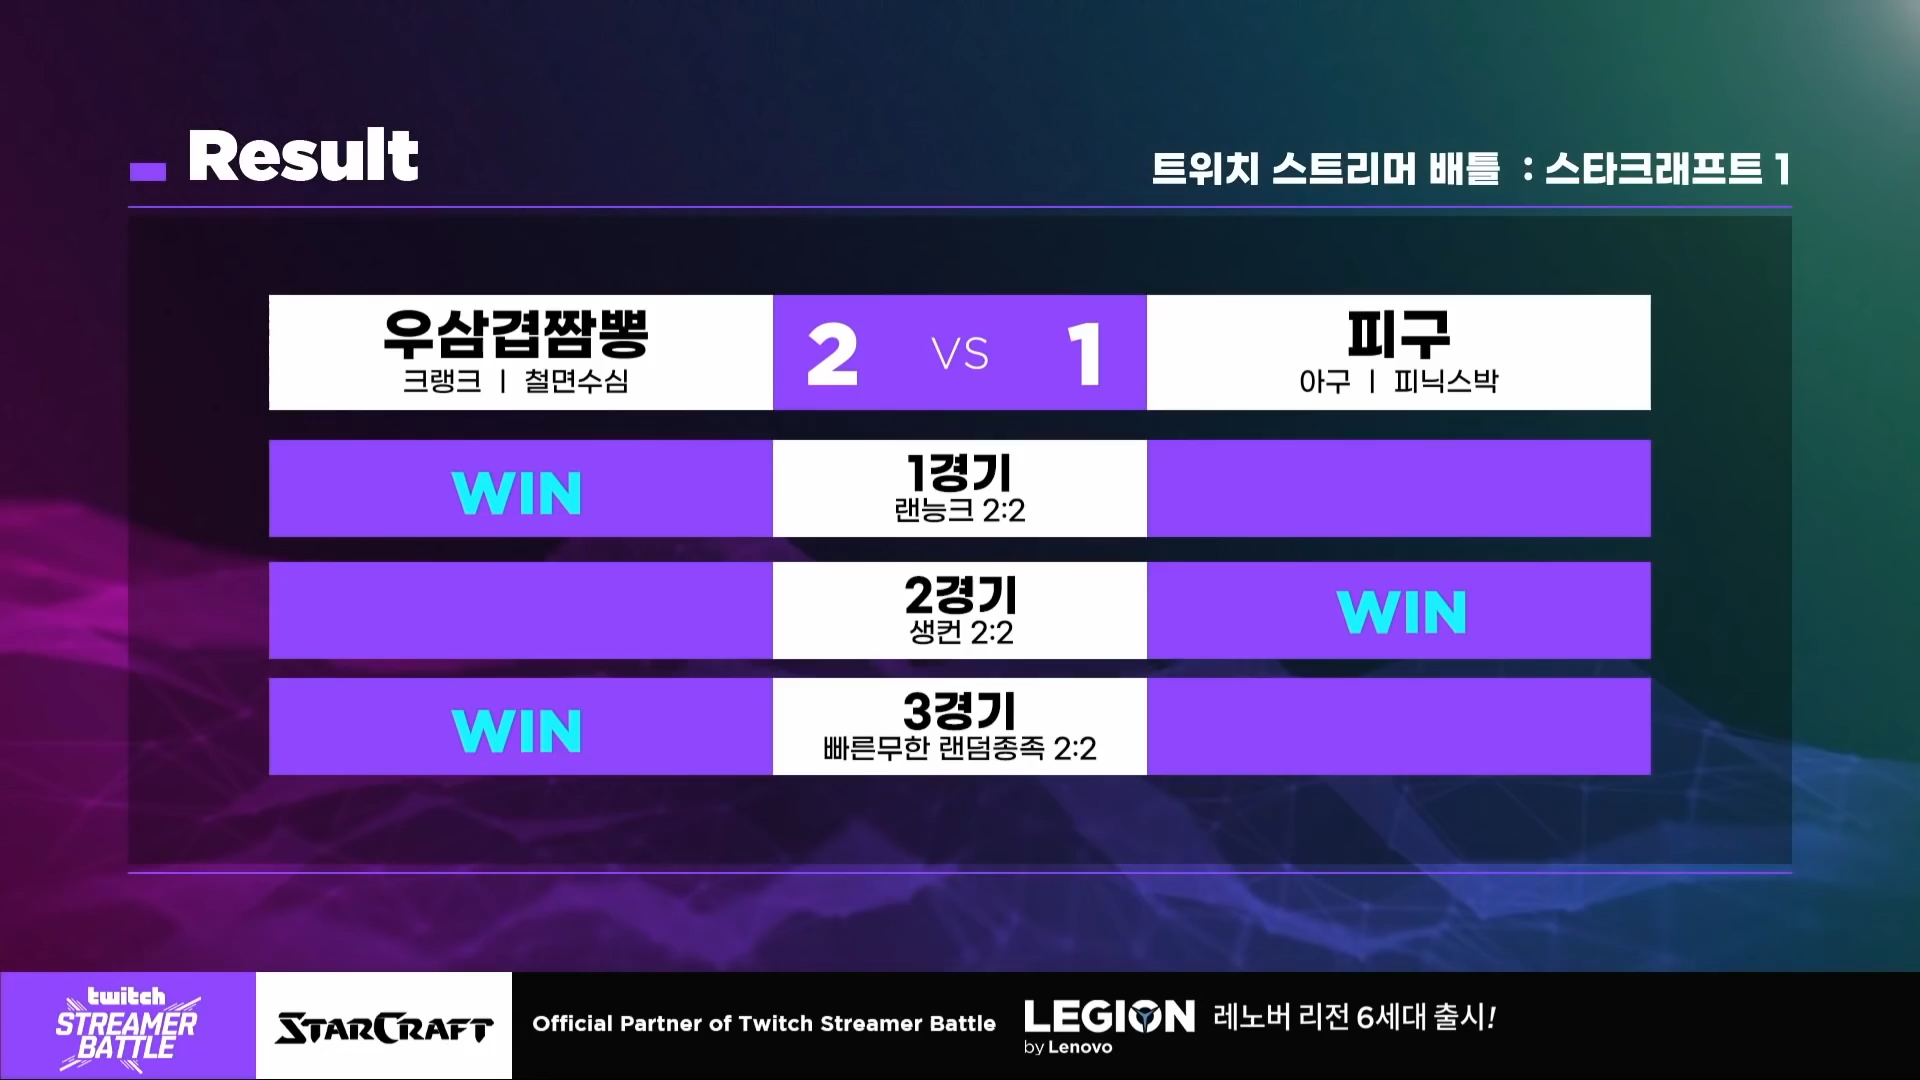 Result
트위치 스트리머 배틀 : 스타크래프트 1
우삼겹짬뽕
크랭크 | 철면수심
2 VS 1
피구
아구 | 피닉스박
WIN
1경기
랜능크 2:2
2경기
생컨 2:2
WIN
WIN
3경기
빠른무한 랜덤종족 2:2
twitch
STREAMER
BATTLE
STARCRAFT
Official Partner of Twitch Streamer Battle
LEGION
by Lenovo
레노버 리전 6세대 출시!